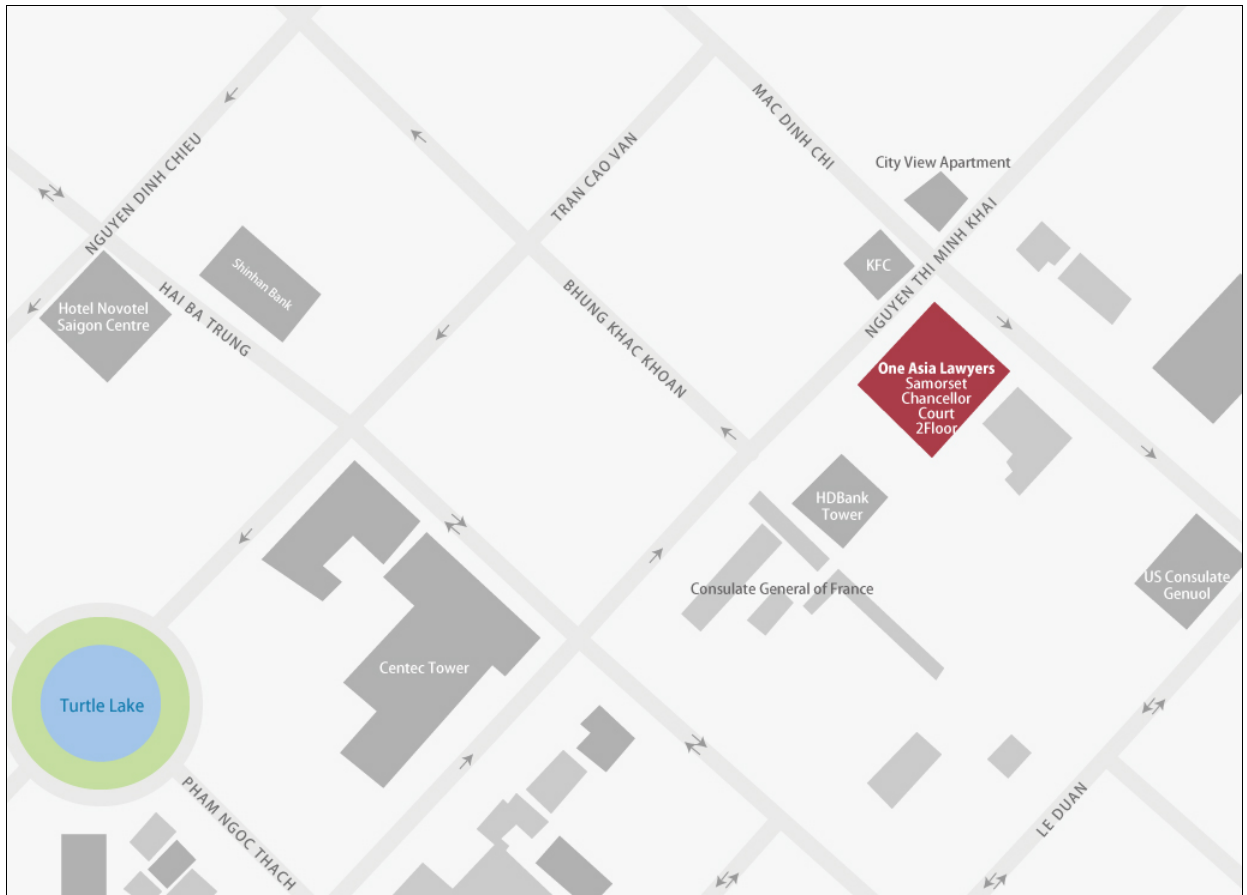 MAC DINH CHI
City View Apartment
NGUYEN DINH CHIEU
TRAN CAO VAN
NGUYEN THI MINH KHAI
KFC
Shinhan Bank
Hotel Novotel
Saigon Centre
HAI BA TRUNG
BHUNG KHAC KHOAN
One Asia Lawyers
Samorset
Chancellor
Court
2Floor
HDBank
Tower
Consulate General of France
US Consulate
Genuol
Centec Tower
Turtle Lake
PHAM NGOC THACH
LE DUAN